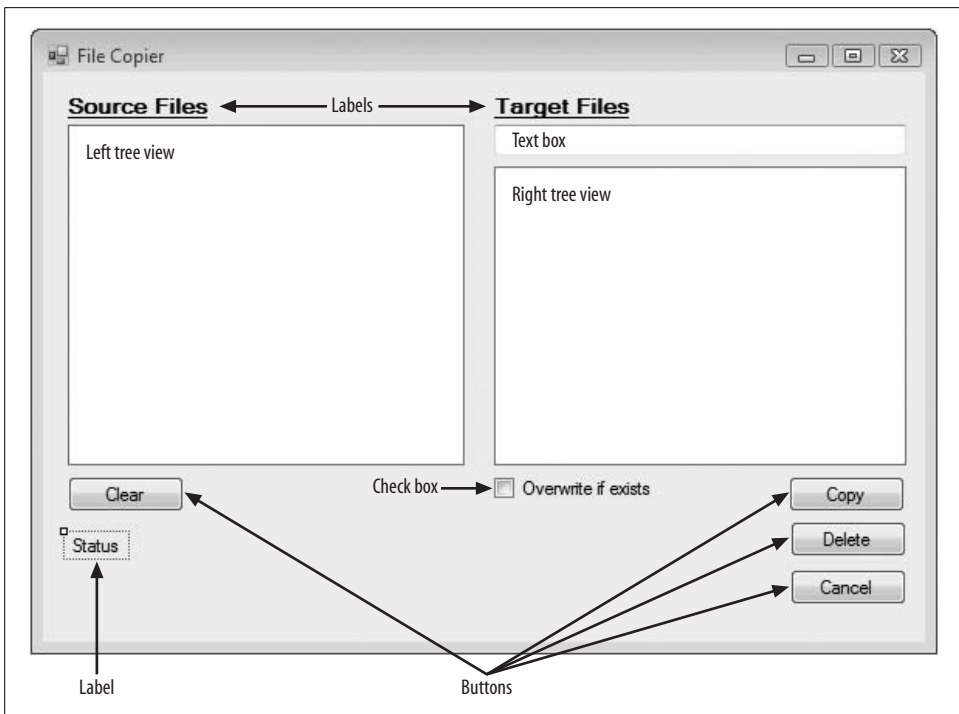 File Copier
Source Files
Labels
Target Files
Left tree view
Text box
Right tree view
Clear
Check box
Overwrite if exists
Copy
Status
Delete
Cancel
Label
Buttons